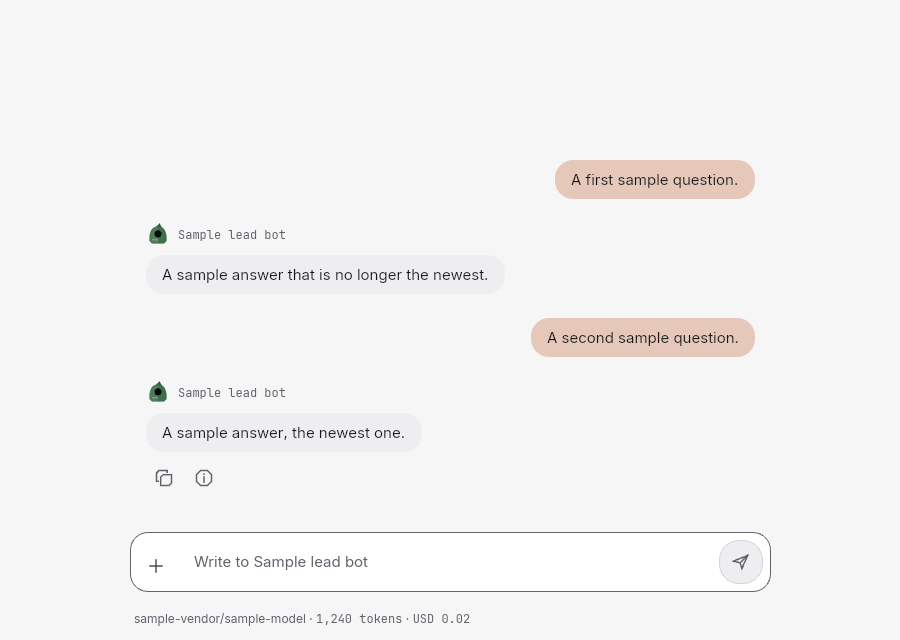 A first sample question.
Sample lead bot
A sample answer that is no longer the newest.
A second sample question.
Sample lead bot
A sample answer, the newest one.
Write to Sample lead bot
sample-vendor/sample-model · 1,240 tokens · USD 0.02